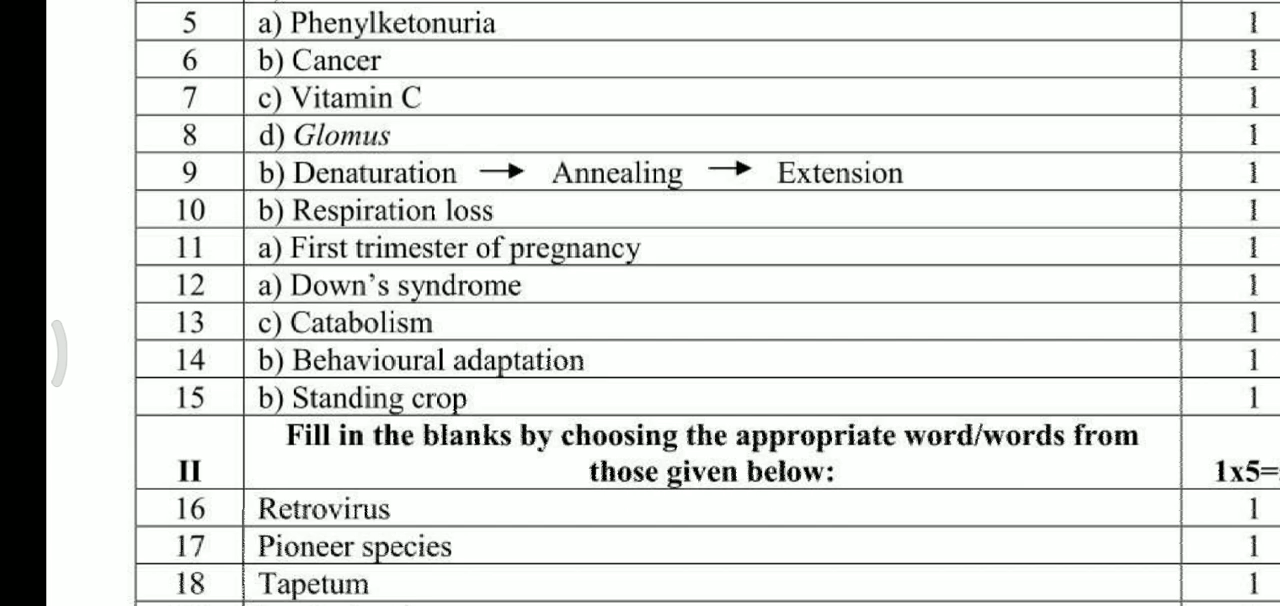 5 a) Phenylketonuria 1
6 b) Cancer 1
7 c) Vitamin C 1
8 d) Glomus 1
9 b) Denaturation → Annealing → Extension 1
10 b) Respiration loss 1
11 a) First trimester of pregnancy 1
12 a) Down's syndrome 1
13 c) Catabolism 1
14 b) Behavioural adaptation 1
15 b) Standing crop 1
Fill in the blanks by choosing the appropriate word/words from
II those given below: 1x5=
16 Retrovirus 1
17 Pioneer species 1
18 Tapetum 1